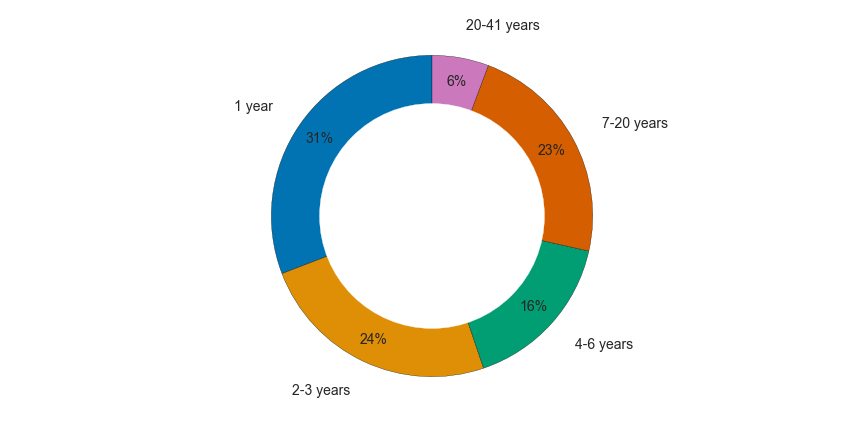 20-41 years
6%
1 year
7-20 years
31%
23%
16%
24%
4-6 years
2-3 years